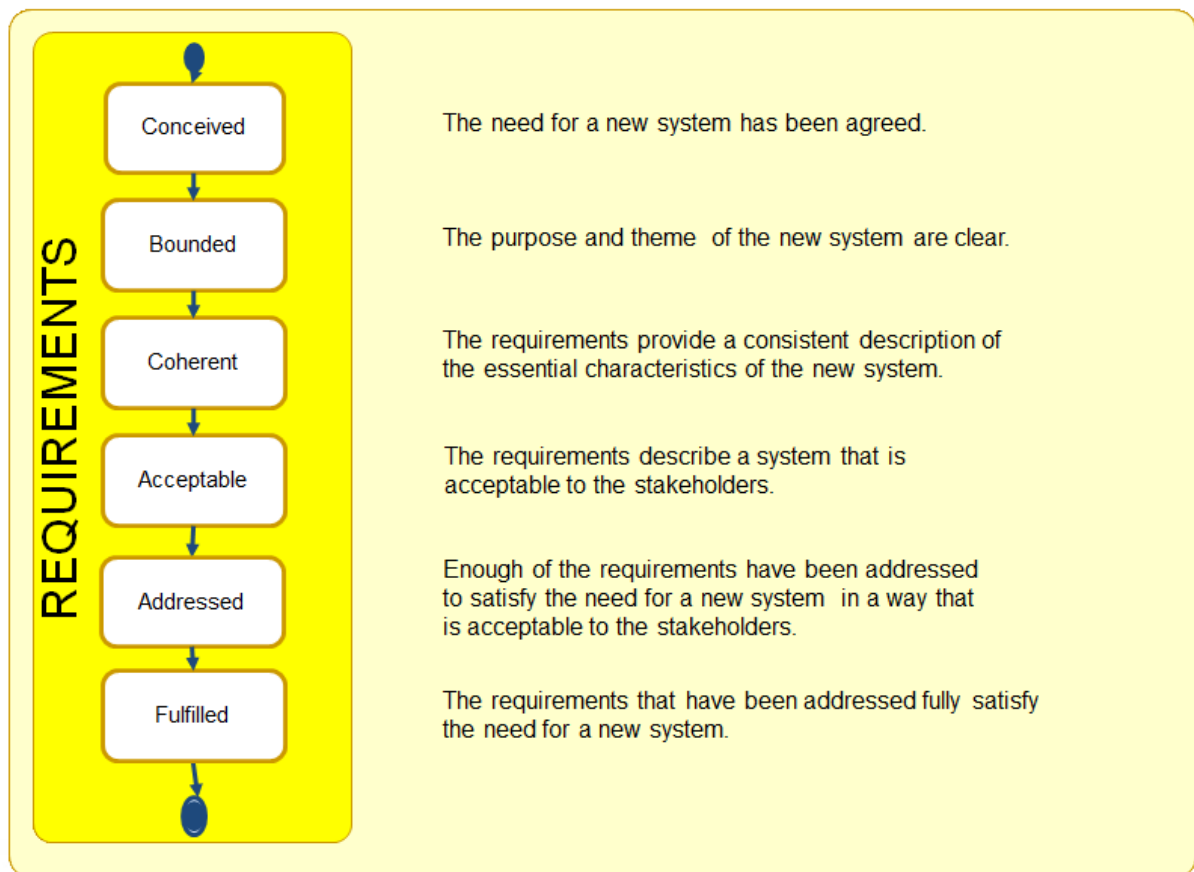 REQUIREMENTS
Conceived
The need for a new system has been agreed.
Bounded
The purpose and theme of the new system are clear.
Coherent
The requirements provide a consistent description of
the essential characteristics of the new system.
Acceptable
The requirements describe a system that is
acceptable to the stakeholders.
Addressed
Enough of the requirements have been addressed
to satisfy the need for a new system in a way that
is acceptable to the stakeholders.
Fulfilled
The requirements that have been addressed fully satisfy
the need for a new system.